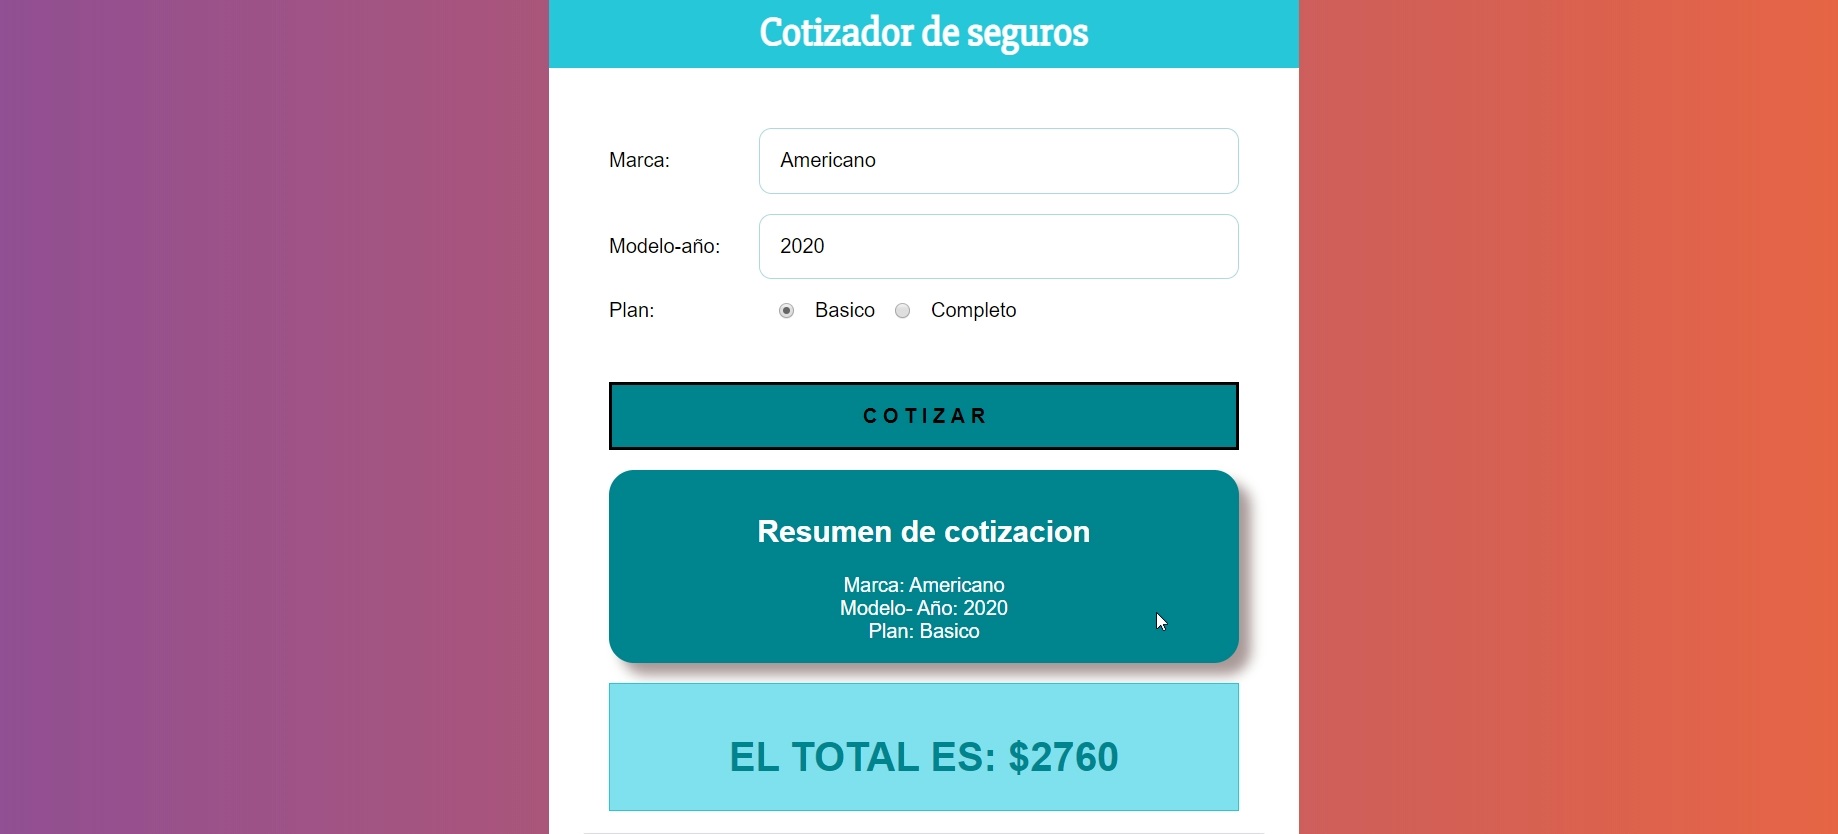 Cotizador de seguros
Marca: Americano
Modelo-año: 2020
Plan: Basico Completo
COTIZAR
Resumen de cotizacion
Marca: Americano
Modelo- Año: 2020
Plan: Basico
EL TOTAL ES: $2760